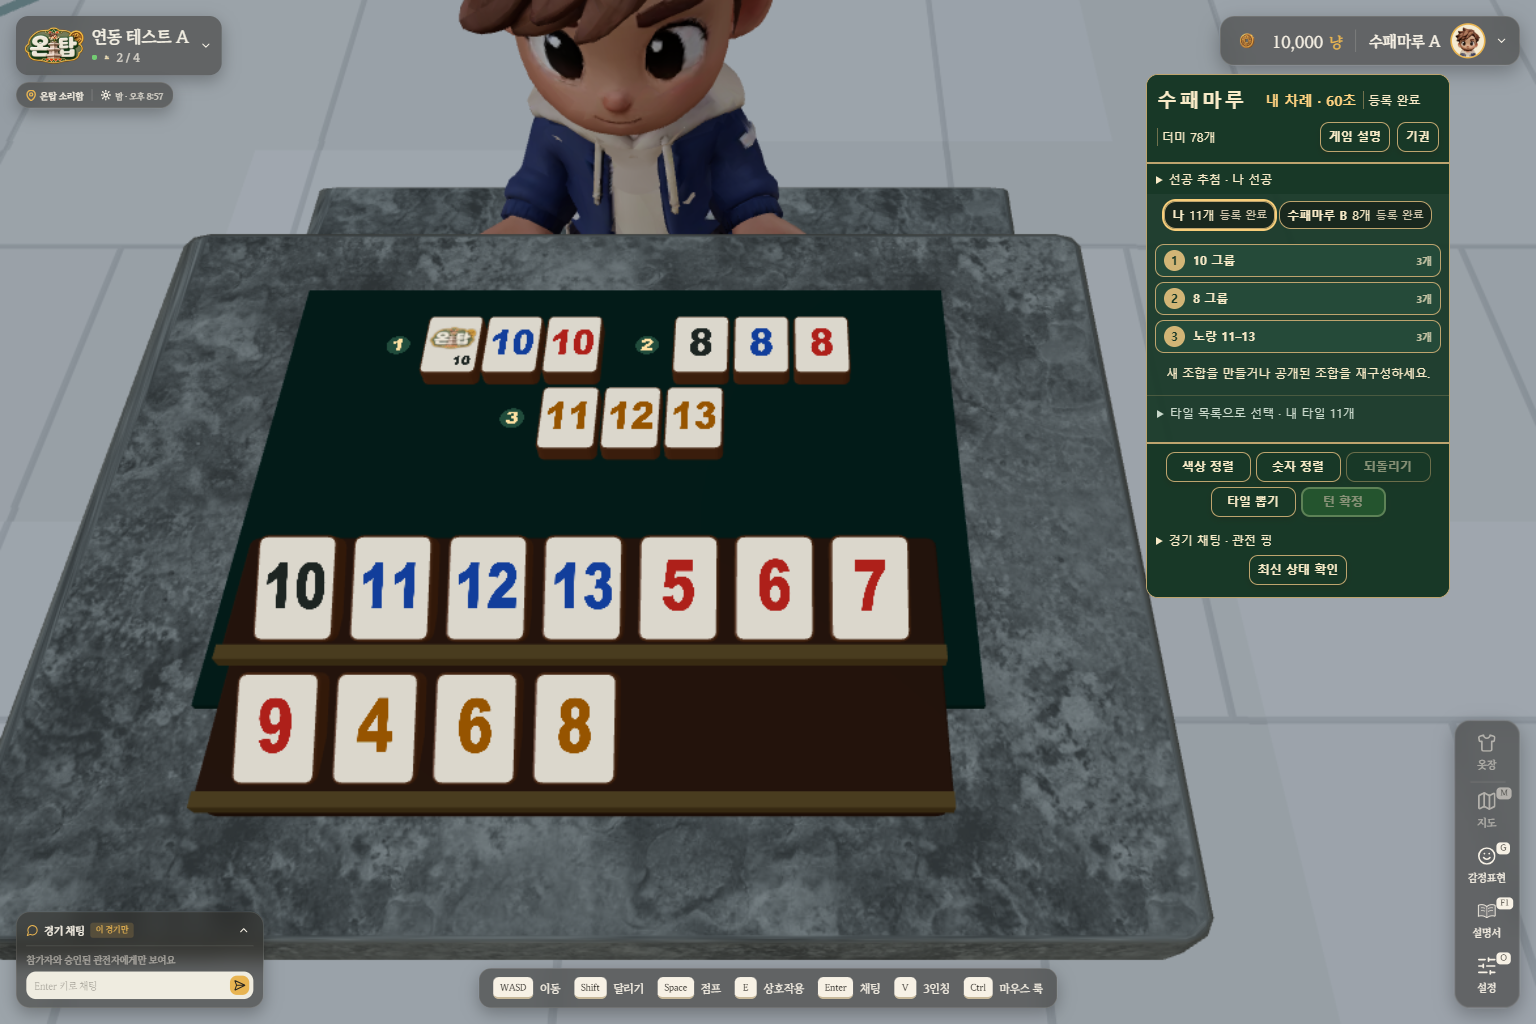 온탑
연동 테스트 A
2 / 4
온탑 소리함
밤 · 오후 8:57
10,000 냥
수패마루 A
수패마루
내 차례 · 60초
등록 완료
더미 78개
게임 설명
기권
▶ 선공 추첨 · 나 선공
나 11개 등록 완료
수패마루 B 8개 등록 완료
1 10 그룹 3개
2 8 그룹 3개
3 노랑 11–13 3개
새 조합을 만들거나 공개된 조합을 재구성하세요.
▶ 타일 목록으로 선택 · 내 타일 11개
색상 정렬
숫자 정렬
되돌리기
타일 뽑기
턴 확정
▶ 경기 채팅 · 관전 핑
최신 상태 확인
1 온탑 10 10 10
2 8 8 8
3 11 12 13
10 11 12 13 5 6 7
9 4 6 8
옷장
지도 M
감정표현 G
설명서 F1
설정 O
경기 채팅 이 경기만
참가자와 승인된 관전자에게만 보여요
Enter 키로 채팅
WASD 이동 Shift 달리기 Space 점프 E 상호작용 Enter 채팅 V 3인칭 Ctrl 마우스 룩